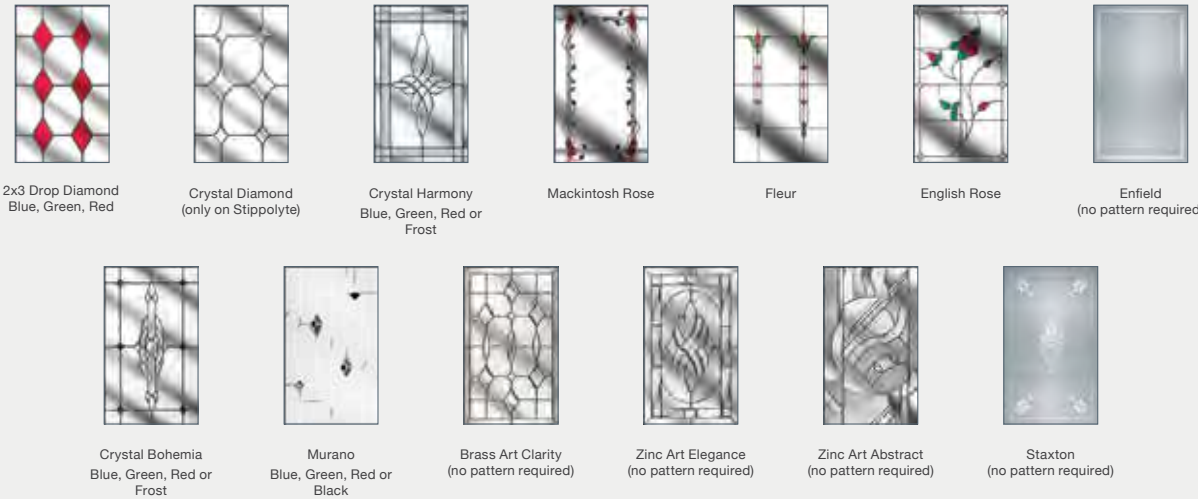 2x3 Drop Diamond
Blue, Green, Red
Crystal Diamond
(only on Stippolyte)
Crystal Harmony
Blue, Green, Red or
Frost
Mackintosh Rose
Fleur
English Rose
Enfield
(no pattern required
Crystal Bohemia
Blue, Green, Red or
Frost
Murano
Blue, Green, Red or
Black
Brass Art Clarity
(no pattern required)
Zinc Art Elegance
(no pattern required)
Zinc Art Abstract
(no pattern required)
Staxton
(no pattern required)